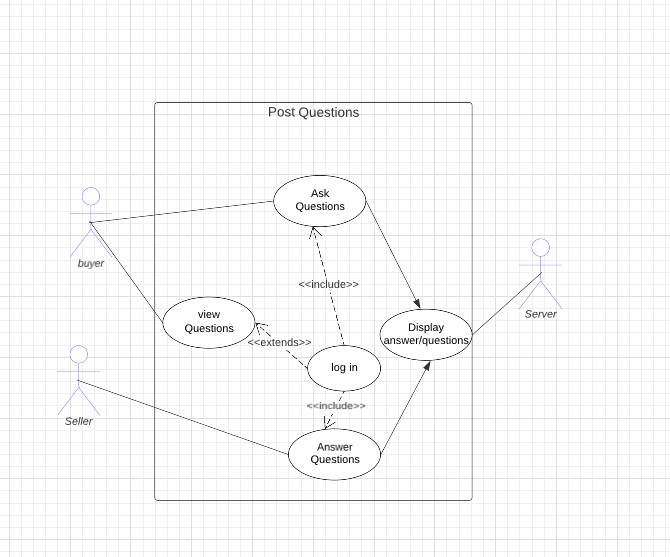 Post Questions
Ask
Questions
buyer
<<include>>
view
Questions
Server
Display
answer/questions
<<extends>>
log in
<<include>>
Seller
Answer
Questions